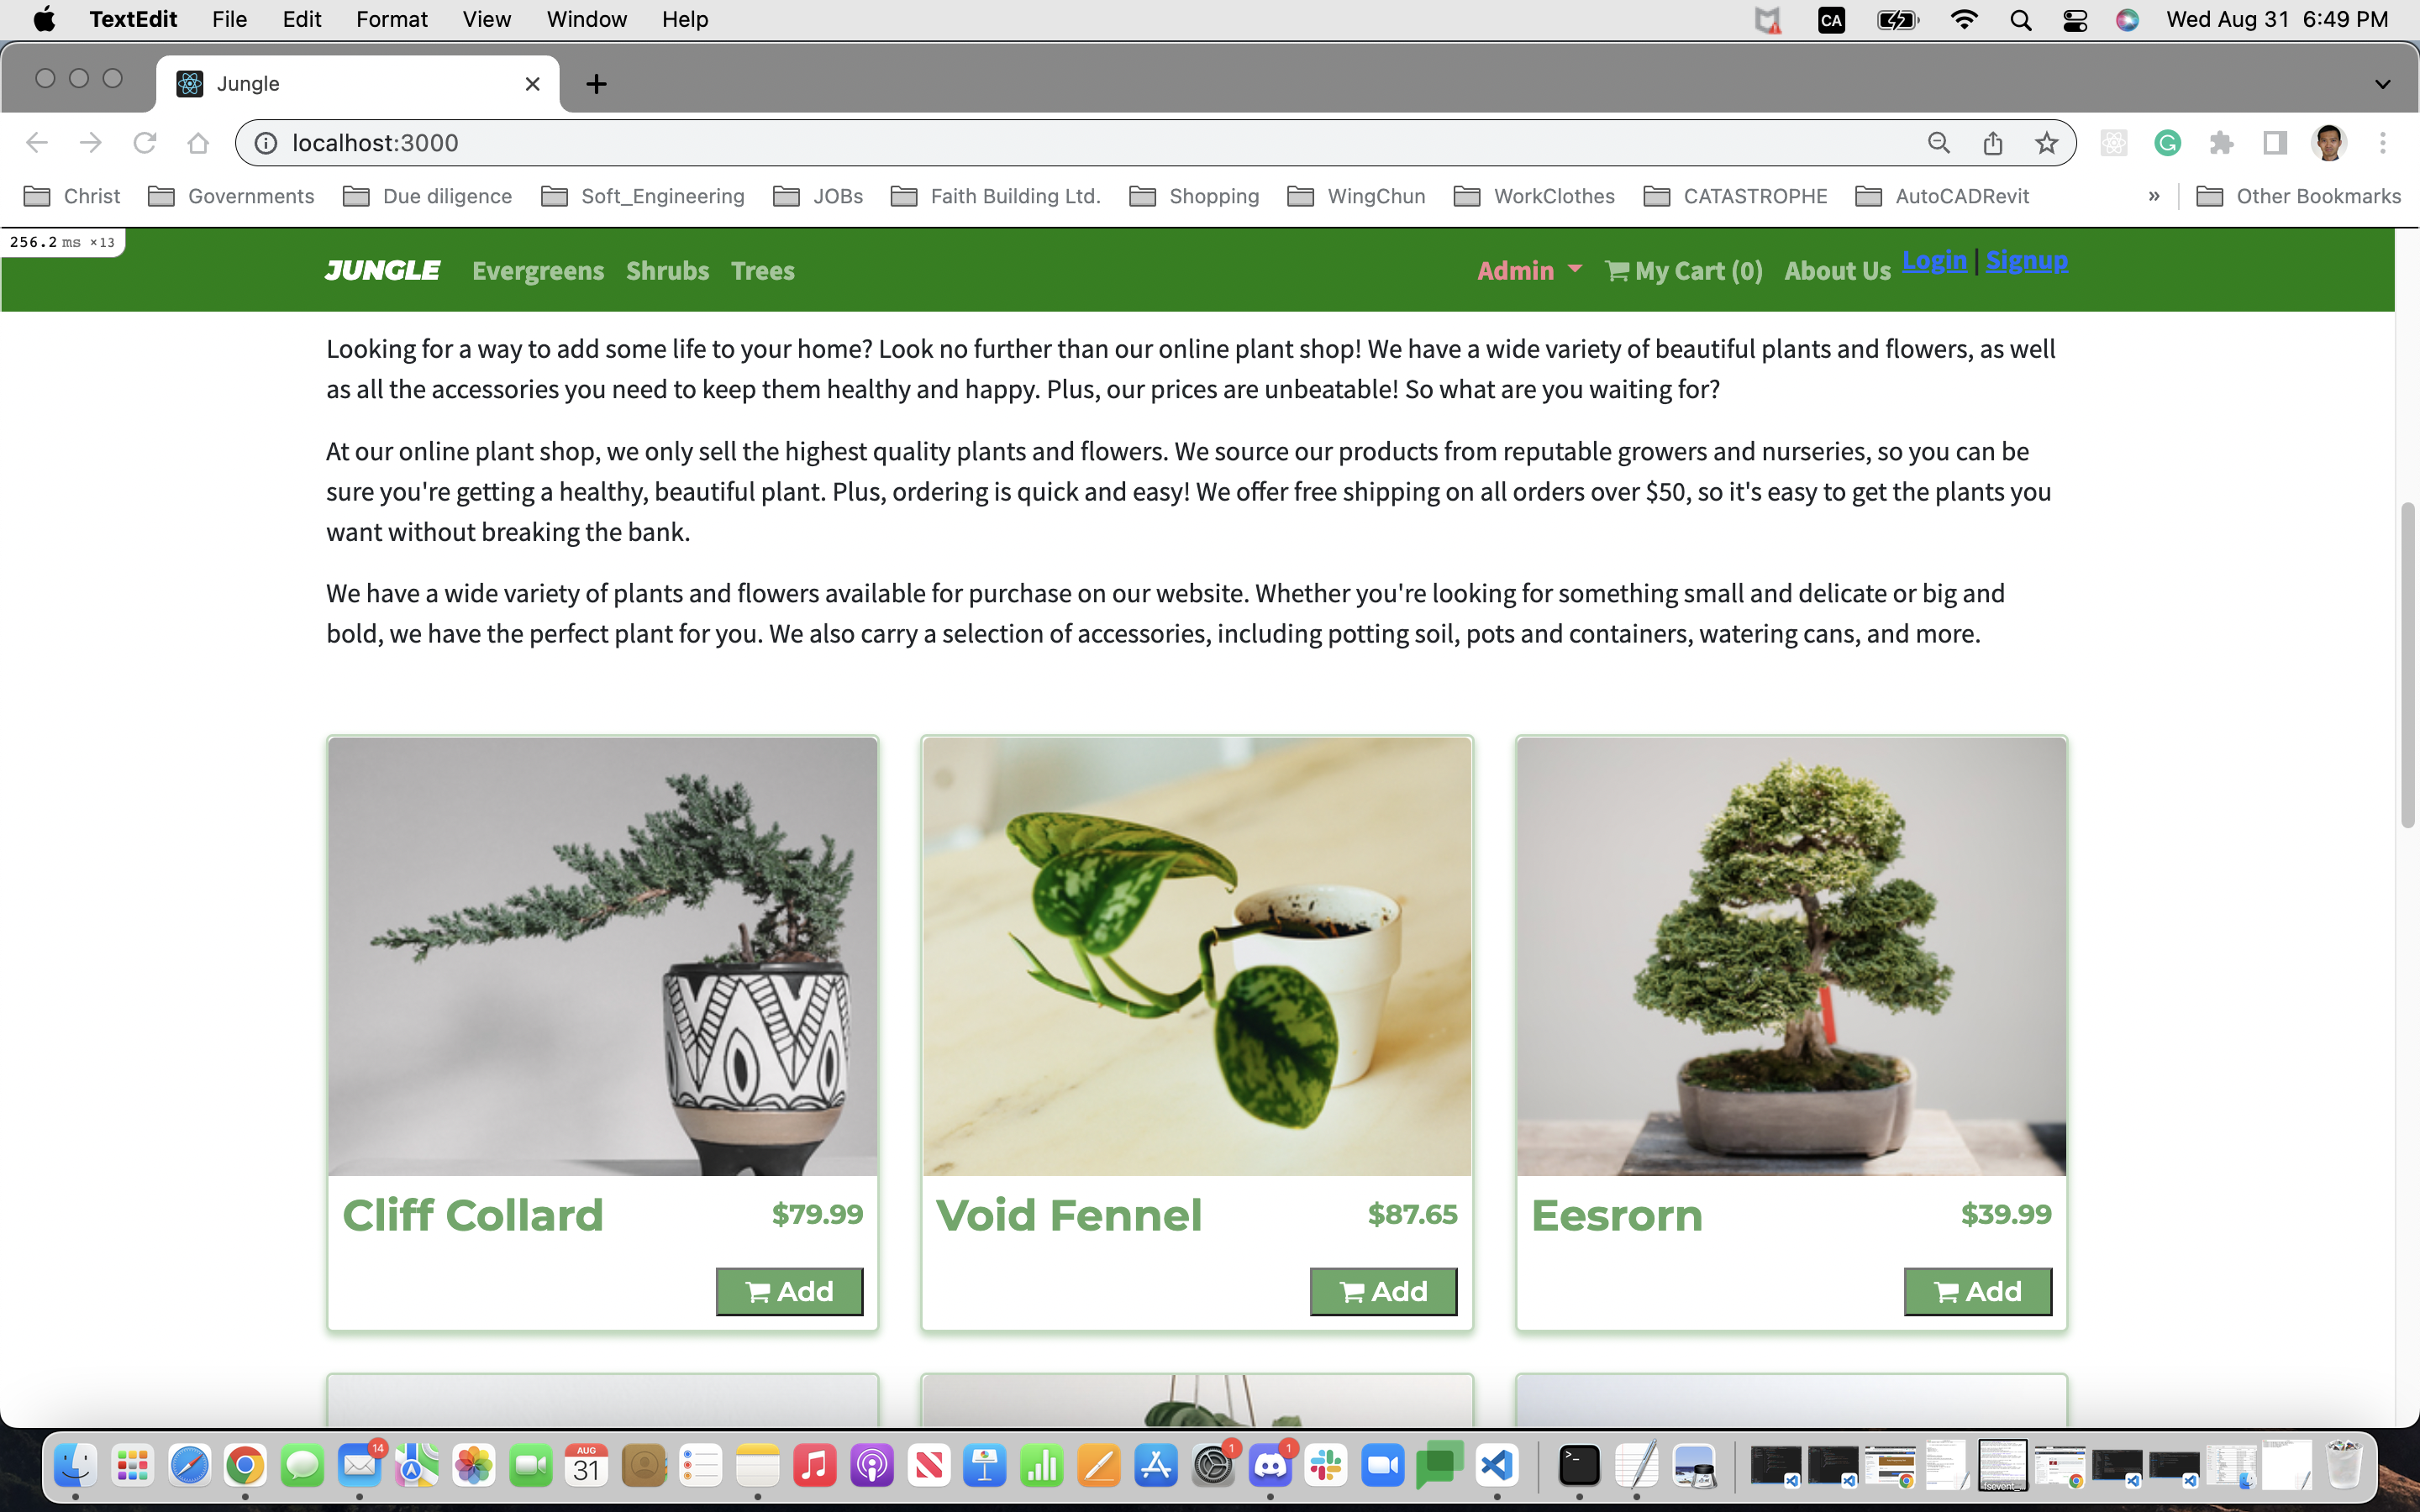 TextEdit File Edit Format View Window Help CA Wed Aug 31 6:49 PM
Jungle
localhost:3000
Christ Governments Due diligence Soft_Engineering JOBs Faith Building Ltd. Shopping WingChun WorkClothes CATASTROPHE AutoCADRevit » Other Bookmarks
256.2 ms ×13
JUNGLE Evergreens Shrubs Trees Admin My Cart (0) About Us Login | Signup
Looking for a way to add some life to your home? Look no further than our online plant shop! We have a wide variety of beautiful plants and flowers, as well
as all the accessories you need to keep them healthy and happy. Plus, our prices are unbeatable! So what are you waiting for?
At our online plant shop, we only sell the highest quality plants and flowers. We source our products from reputable growers and nurseries, so you can be
sure you're getting a healthy, beautiful plant. Plus, ordering is quick and easy! We offer free shipping on all orders over $50, so it's easy to get the plants you
want without breaking the bank.
We have a wide variety of plants and flowers available for purchase on our website. Whether you're looking for something small and delicate or big and
bold, we have the perfect plant for you. We also carry a selection of accessories, including potting soil, pots and containers, watering cans, and more.
Cliff Collard $79.99
Add
Void Fennel $87.65
Add
Eesrorn $39.99
Add
14
AUG
31
1
1